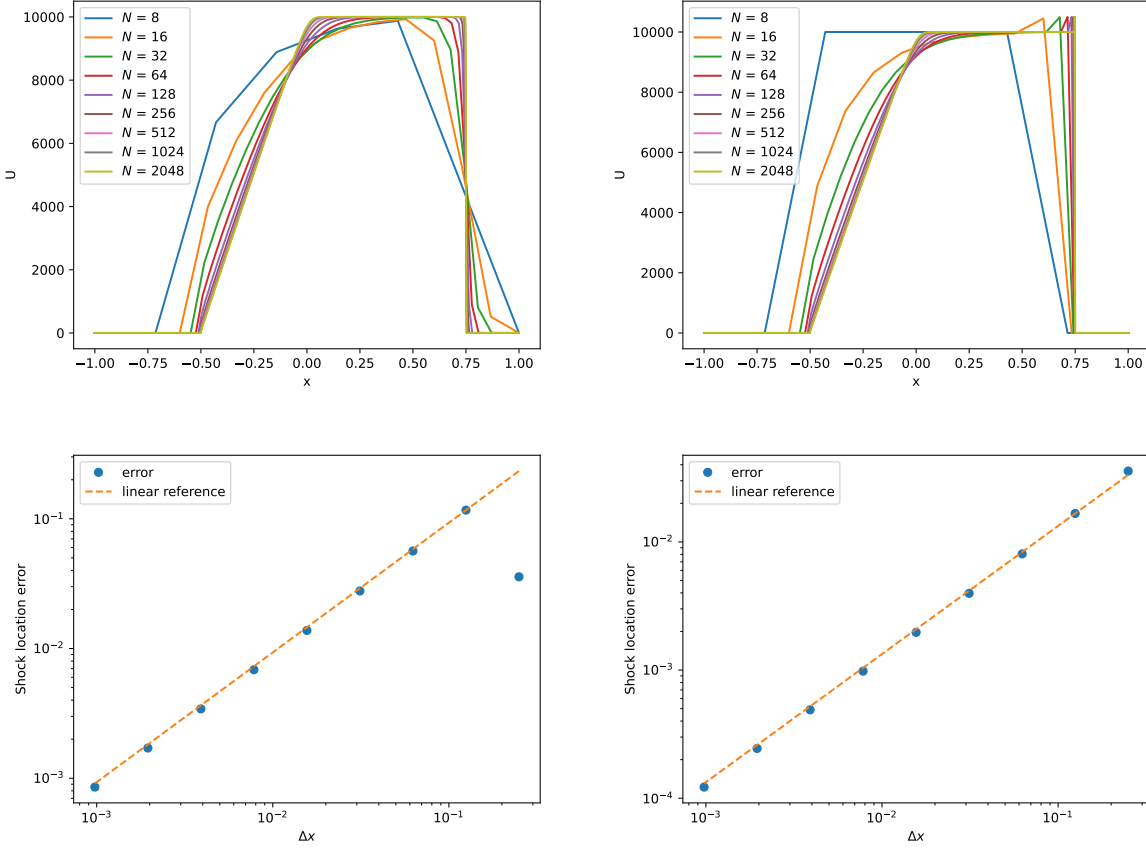 10000
8000
6000
4000
2000
0
U
N = 8
N = 16
N = 32
N = 64
N = 128
N = 256
N = 512
N = 1024
N = 2048
−1.00 −0.75 −0.50 −0.25 0.00 0.25 0.50 0.75 1.00
x
10000
8000
6000
4000
2000
0
U
N = 8
N = 16
N = 32
N = 64
N = 128
N = 256
N = 512
N = 1024
N = 2048
−1.00 −0.75 −0.50 −0.25 0.00 0.25 0.50 0.75 1.00
x
10⁻¹
10⁻²
10⁻³
Shock location error
error
linear reference
10⁻³ 10⁻² 10⁻¹
Δx
10⁻²
10⁻³
10⁻⁴
Shock location error
error
linear reference
10⁻³ 10⁻² 10⁻¹
Δx